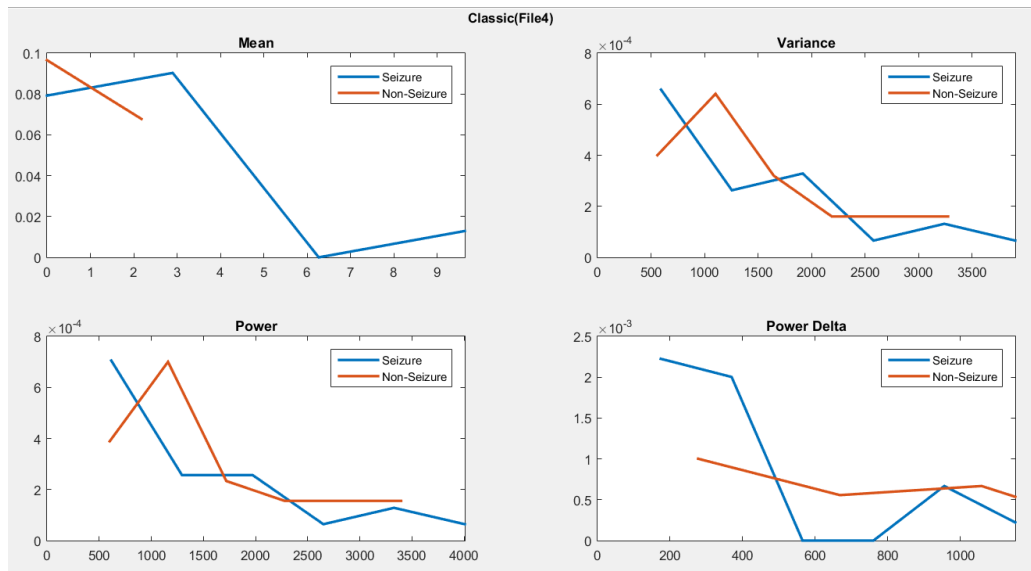 Classic(File4)
Mean
0.1
0.08
0.06
0.04
0.02
0
0 1 2 3 4 5 6 7 8 9
Seizure
Non-Seizure
Variance
×10⁻⁴
8
6
4
2
0
0 500 1000 1500 2000 2500 3000 3500
Seizure
Non-Seizure
Power
×10⁻⁴
8
6
4
2
0
0 500 1000 1500 2000 2500 3000 3500 4000
Seizure
Non-Seizure
Power Delta
×10⁻³
2.5
2
1.5
1
0.5
0
0 200 400 600 800 1000
Seizure
Non-Seizure